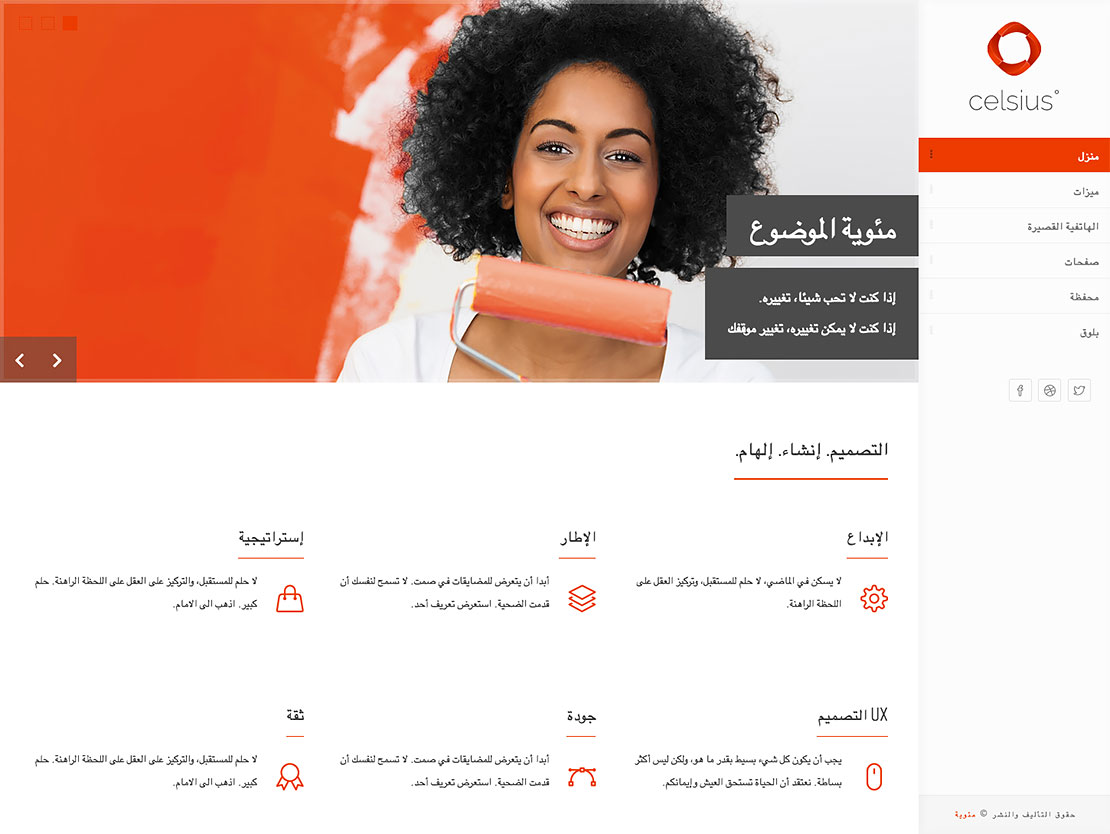 celsius°
منزل
ميزات
الهاتفية القصيرة
صفحات
محفظة
بلوق
مئوية الموضوع
إذا كنت لا تحب شيئا، تغييره.
إذا كنت لا يمكن تغييره، تغيير موقفك
التصميم. إنشاء. إلهام.
الإبداع
لا يسكن في الماضي، لا حلم للمستقبل، وتركيز العقل على
اللحظة الراهنة.
الإطار
أبدا أن يتعرض للمضايقات في صمت. لا تسمح لنفسك أن
قدمت الضحية. استعرض تعريف أحد.
إستراتيجية
لا حلم للمستقبل، والتركيز على العقل على اللحظة الراهنة. حلم
كبير. اذهب الى الامام.
UX التصميم
يجب أن يكون كل شيء بسيط بقدر ما هو، ولكن ليس أكثر
بساطة. نعتقد أن الحياة تستحق العيش وإيمانكم.
جودة
أبدا أن يتعرض للمضايقات في صمت. لا تسمح لنفسك أن
قدمت الضحية. استعرض تعريف أحد.
ثقة
لا حلم للمستقبل، والتركيز على العقل على اللحظة الراهنة. حلم
كبير. اذهب الى الامام.
حقوق التأليف والنشر © مئوية